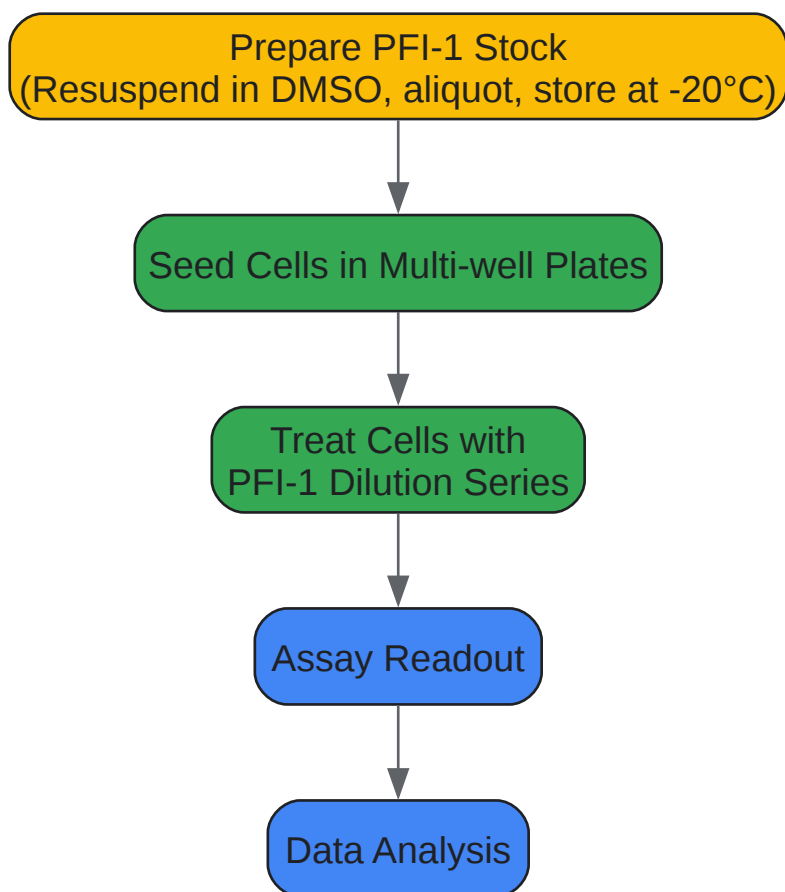 Prepare PFI-1 Stock
(Resuspend in DMSO, aliquot, store at -20°C)
Seed Cells in Multi-well Plates
Treat Cells with
PFI-1 Dilution Series
Assay Readout
Data Analysis